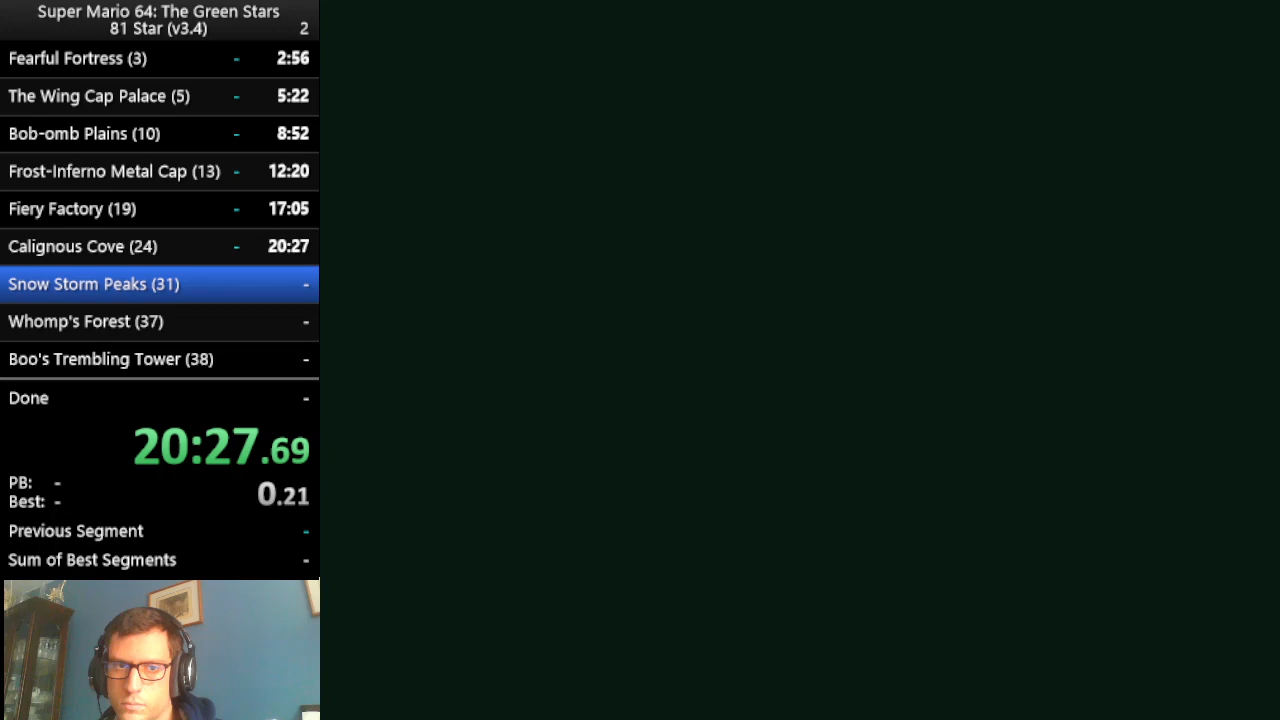 Super Mario 64: The Green Stars
81 Star (v3.4) 2
Fearful Fortress (3) - 2:56
The Wing Cap Palace (5) - 5:22
Bob-omb Plains (10) - 8:52
Frost-Inferno Metal Cap (13) - 12:20
Fiery Factory (19) - 17:05
Calignous Cove (24) - 20:27
Snow Storm Peaks (31) -
Whomp's Forest (37) -
Boo's Trembling Tower (38) -
Done -
20:27.69
PB: - 0.21
Best: -
Previous Segment -
Sum of Best Segments -